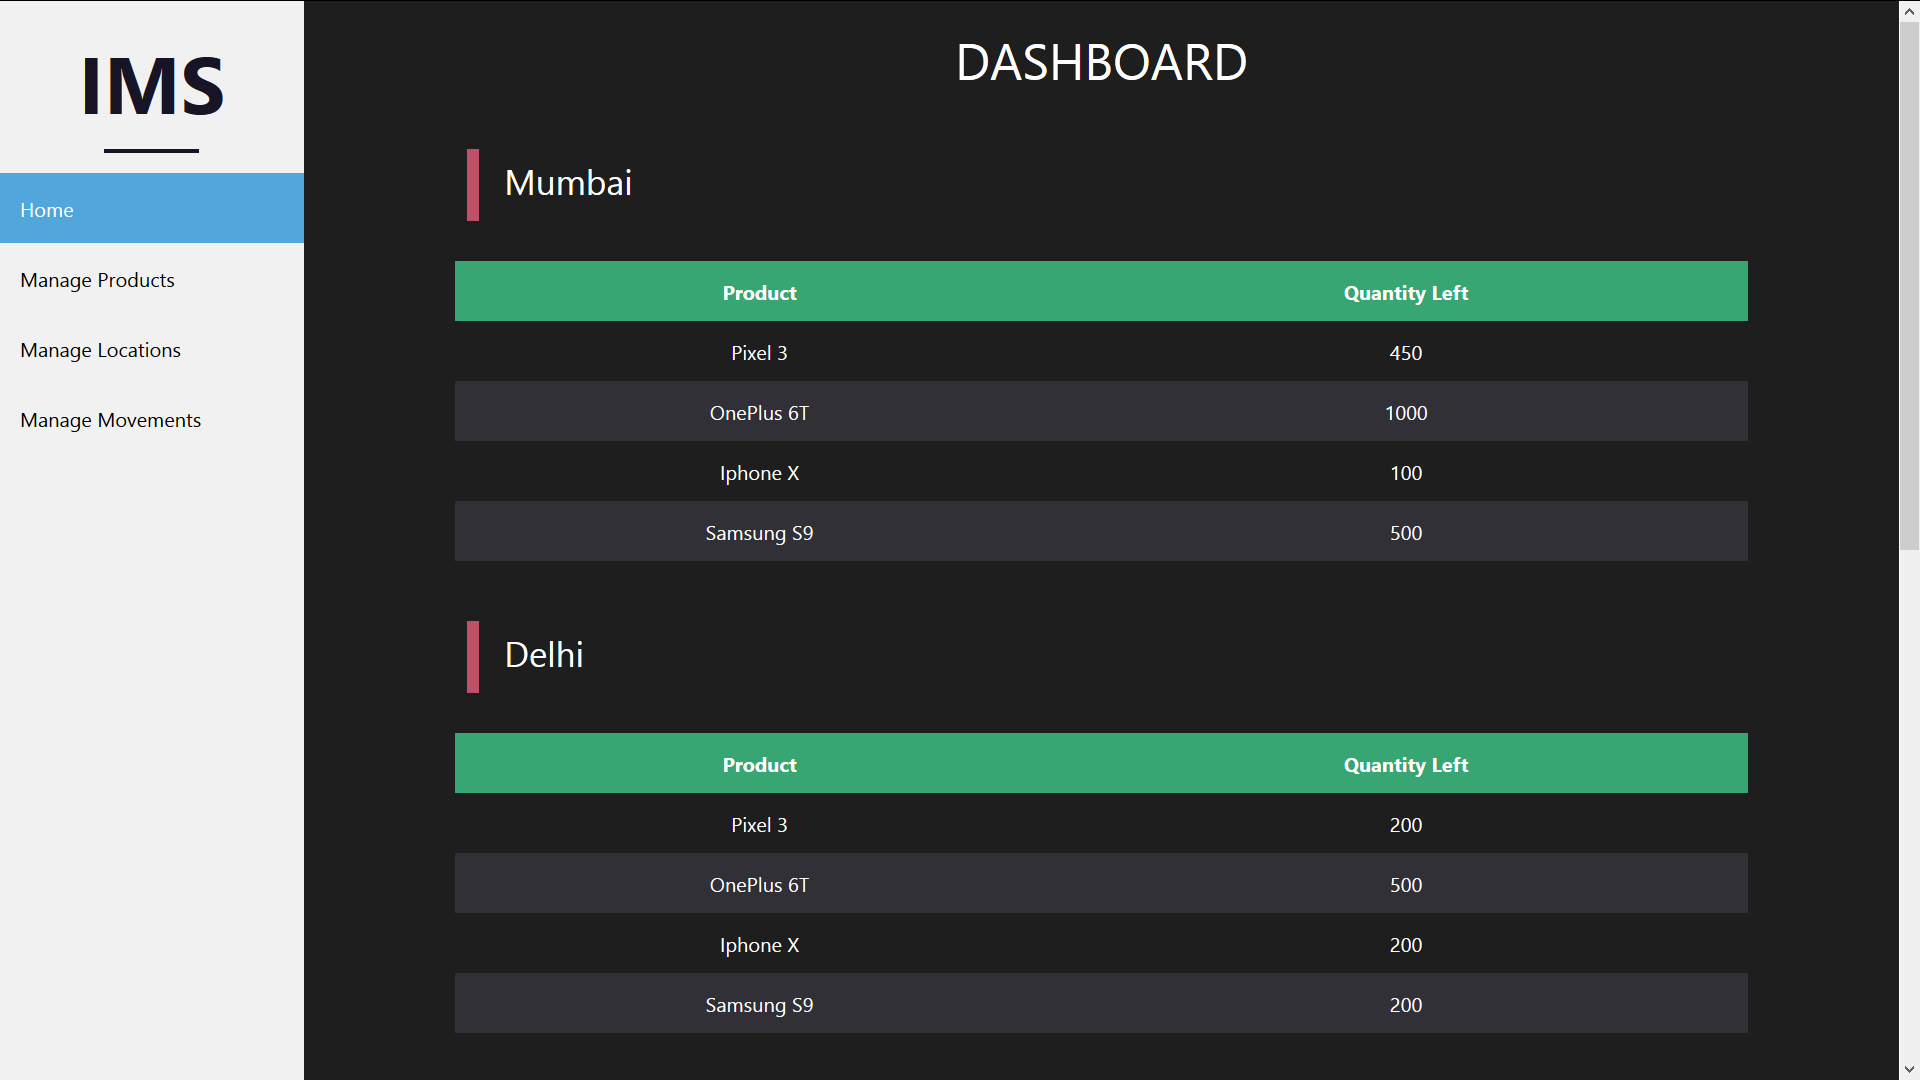 IMS
Home
Manage Products
Manage Locations
Manage Movements
DASHBOARD
Mumbai
Product Quantity Left
Pixel 3 450
OnePlus 6T 1000
Iphone X 100
Samsung S9 500
Delhi
Product Quantity Left
Pixel 3 200
OnePlus 6T 500
Iphone X 200
Samsung S9 200